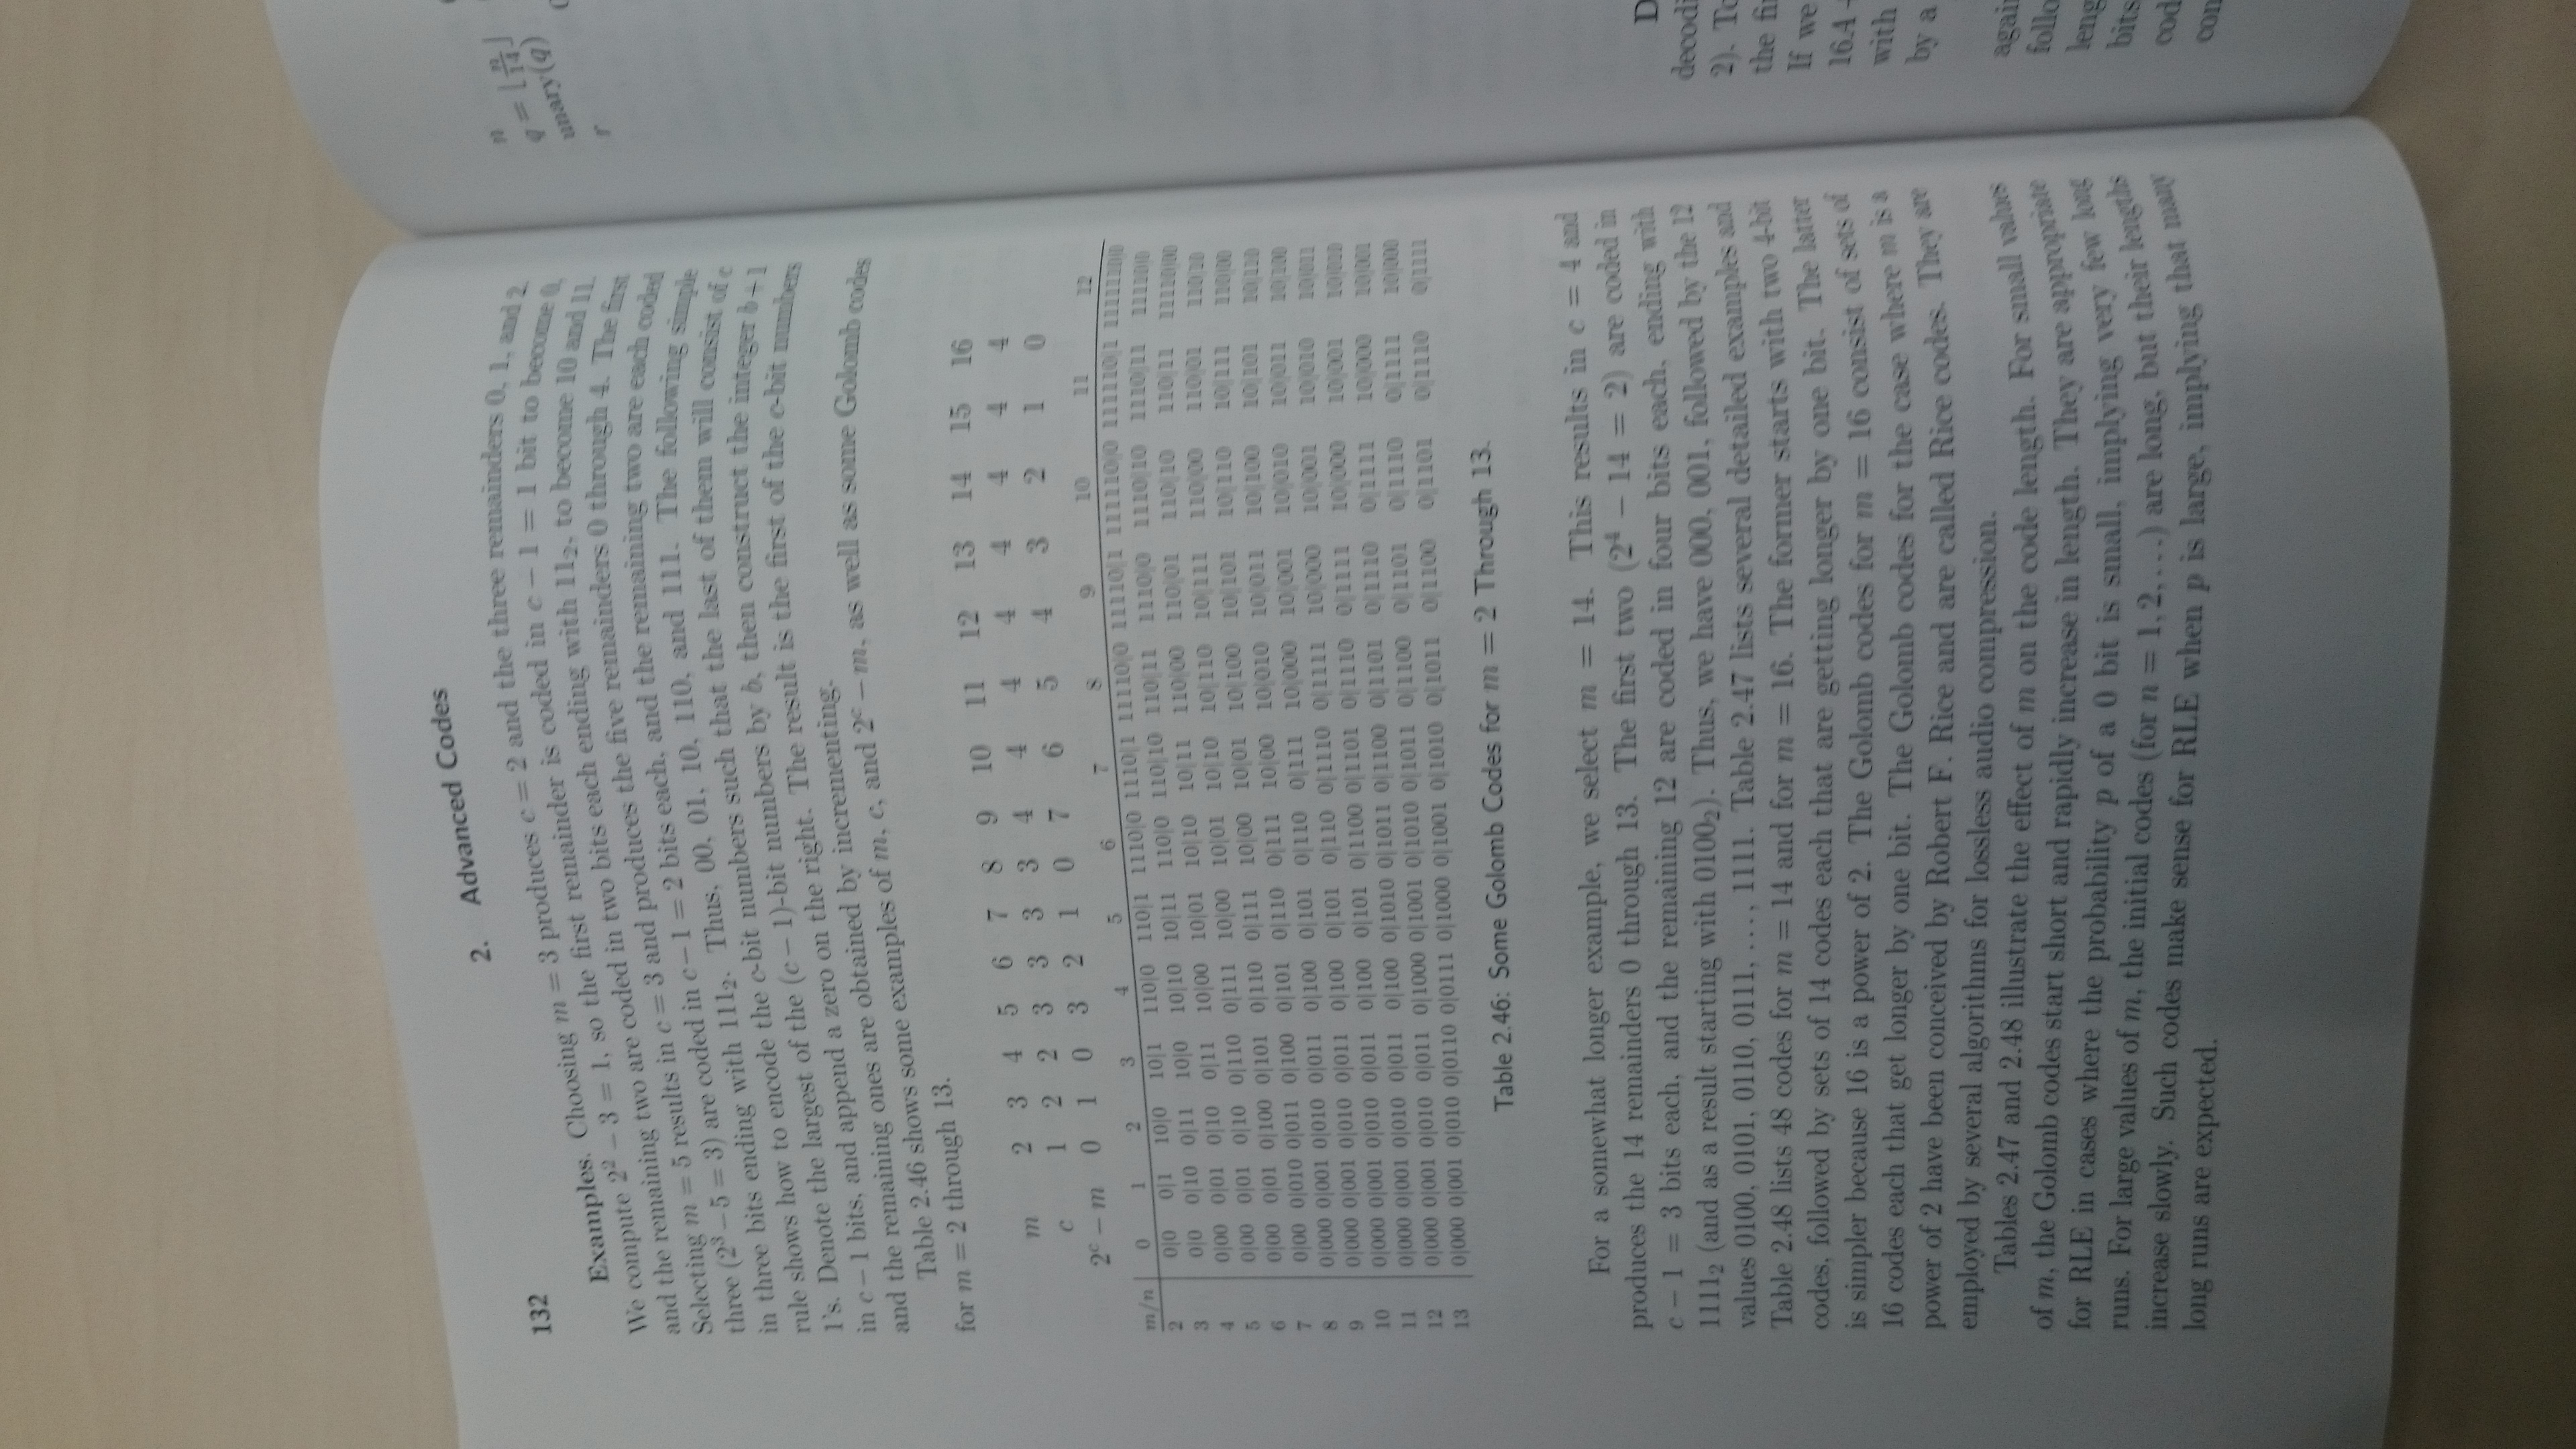 2. Advanced Codes
132
Examples. Choosing m = 3 produces c = 2 and the three remainders 0, 1, and 2.
We compute 2² − 3 = 1, so the first remainder is coded in c − 1 = 1 bit to become 0,
and the remaining two are coded in two bits each ending with 11₂, to become 10 and 11.
Selecting m = 5 results in c = 3 and produces the five remainders 0 through 4. The first
three (2³ − 5 = 3) are coded in c − 1 = 2 bits each, and the remaining two are each coded
in three bits ending with 111₂. Thus, 00, 01, 10, 110, and 111. The following simple
rule shows how to encode the c-bit numbers such that the last of them will consist of c
1's. Denote the largest of the (c − 1)-bit numbers by b, then construct the integer b + 1
in c − 1 bits, and append a zero on the right. The result is the first of the c-bit numbers
and the remaining ones are obtained by incrementing.
Table 2.46 shows some examples of m, c, and 2ᶜ − m, as well as some Golomb codes
for m = 2 through 13.
m 2 3 4 5 6 7 8 9 10 11 12 13 14 15 16
c 1 2 2 3 3 3 3 4 4 4 4 4 4 4 4
2ᶜ − m 0 1 0 3 2 1 0 7 6 5 4 3 2 1 0
m/n 0 1 2 3 4 5 6 7 8 9 10 11 12
2 0|0 0|1 10|0 10|1 110|0 110|1 1110|0 1110|1 11110|0 11110|1 111110|0 111110|1 1111110|0
3 0|0 0|10 0|11 10|0 10|10 10|11 110|0 110|10 110|11 1110|0 1110|10 1110|11 11110|0
4 0|00 0|01 0|10 0|11 10|00 10|01 10|10 10|11 110|00 110|01 110|10 110|11 1110|00
5 0|00 0|01 0|10 0|110 0|111 10|00 10|01 10|10 10|110 10|111 110|00 110|01 110|10
6 0|00 0|01 0|100 0|101 0|110 0|111 10|00 10|01 10|100 10|101 10|110 10|111 110|00
7 0|00 0|010 0|011 0|100 0|101 0|110 0|111 10|00 10|010 10|011 10|100 10|101 10|110
8 0|000 0|001 0|010 0|011 0|100 0|101 0|110 0|111 10|000 10|001 10|010 10|011 10|100
9 0|000 0|001 0|010 0|011 0|100 0|101 0|110 0|1110 0|1111 10|000 10|001 10|010 10|011
10 0|000 0|001 0|010 0|011 0|100 0|101 0|1100 0|1101 0|1110 0|1111 10|000 10|001 10|010
11 0|000 0|001 0|010 0|011 0|100 0|1010 0|1011 0|1100 0|1101 0|1110 0|1111 10|000 10|001
12 0|000 0|001 0|010 0|011 0|1000 0|1001 0|1010 0|1011 0|1100 0|1101 0|1110 0|1111 10|000
13 0|000 0|001 0|010 0|0110 0|0111 0|1000 0|1001 0|1010 0|1011 0|1100 0|1101 0|1110 0|1111
Table 2.46: Some Golomb Codes for m = 2 Through 13.
For a somewhat longer example, we select m = 14. This results in c = 4 and
produces the 14 remainders 0 through 13. The first two (2⁴ − 14 = 2) are coded in
c − 1 = 3 bits each, and the remaining 12 are coded in four bits each, ending with
1111₂ (and as a result starting with 0100₂). Thus, we have 000, 001, followed by the 12
values 0100, 0101, 0110, 0111, ..., 1111. Table 2.47 lists several detailed examples and
Table 2.48 lists 48 codes for m = 14 and for m = 16. The former starts with two 4-bit
codes, followed by sets of 14 codes each that are getting longer by one bit. The latter
is simpler because 16 is a power of 2. The Golomb codes for m = 16 consist of sets of
16 codes each that get longer by one bit. The Golomb codes for the case where m is a
power of 2 have been conceived by Robert F. Rice and are called Rice codes. They are
employed by several algorithms for lossless audio compression.
Tables 2.47 and 2.48 illustrate the effect of m on the code length. For small values
of m, the Golomb codes start short and rapidly increase in length. They are appropriate
for RLE in cases where the probability p of a 0 bit is small, implying very few long
runs. For large values of m, the initial codes (for n = 1, 2, ...) are long, but their lengths
increase slowly. Such codes make sense for RLE when p is large, implying that many
long runs are expected.
n
q = ⌊n/14⌋
unary(q)
r
D
decodi
2). To
the fi
If we
16A
with
by a
agai
follo
leng
bits
cod
con